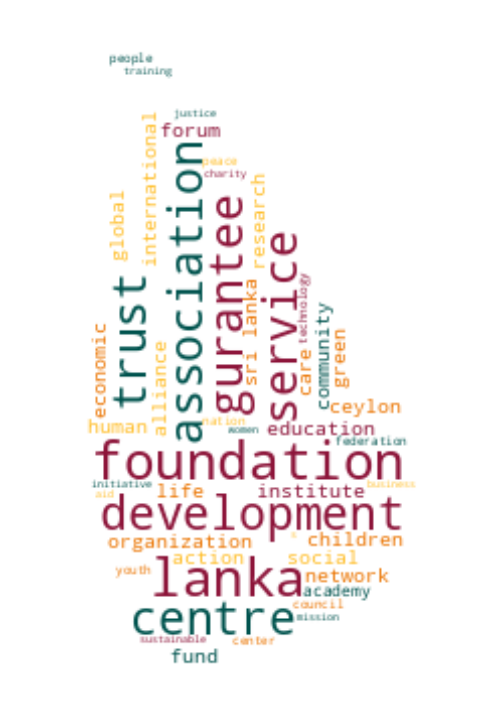 people
training
justice
forum
international
association
peace
charity
global
gurantee
research
service
trust
sri lanka
technology
economic
alliance
care
community
green
ceylon
human
nation
women
education
federation
foundation
initiative
aid
life
institute
business
development
organization
children
action
social
youth
lanka
network
academy
centre
council
mission
sustainable
center
fund